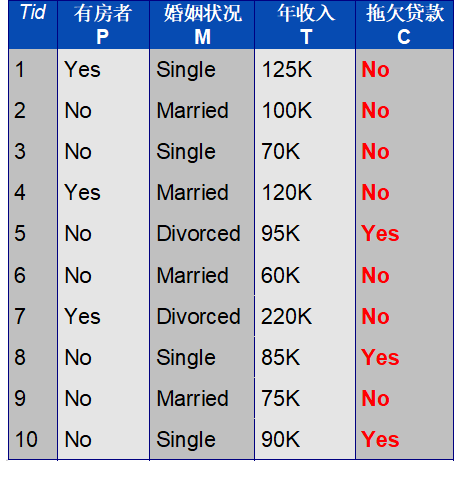 Tid 有房者 婚姻状况 年收入 拖欠贷款
P M T C
1 Yes Single 125K No
2 No Married 100K No
3 No Single 70K No
4 Yes Married 120K No
5 No Divorced 95K Yes
6 No Married 60K No
7 Yes Divorced 220K No
8 No Single 85K Yes
9 No Married 75K No
10 No Single 90K Yes